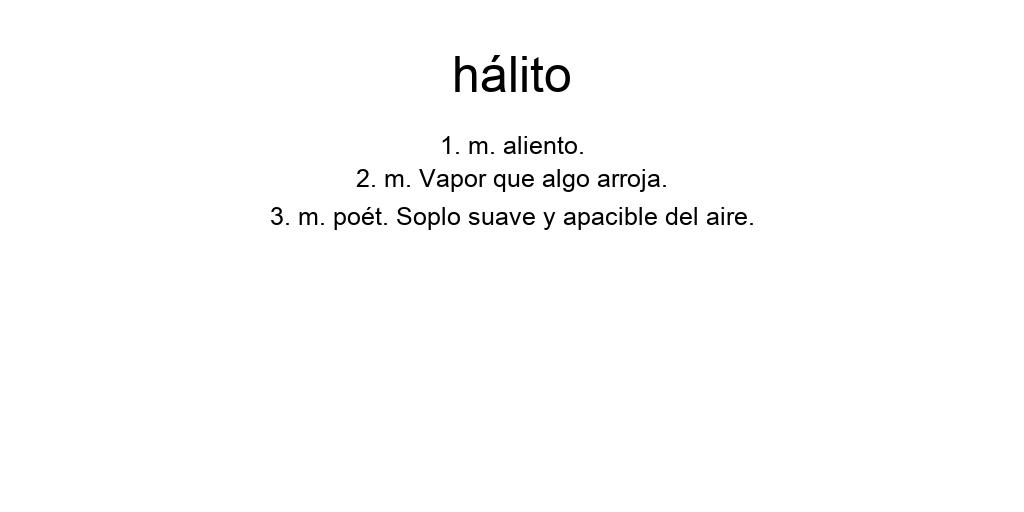 hálito
1. m. aliento.
2. m. Vapor que algo arroja.
3. m. poét. Soplo suave y apacible del aire.